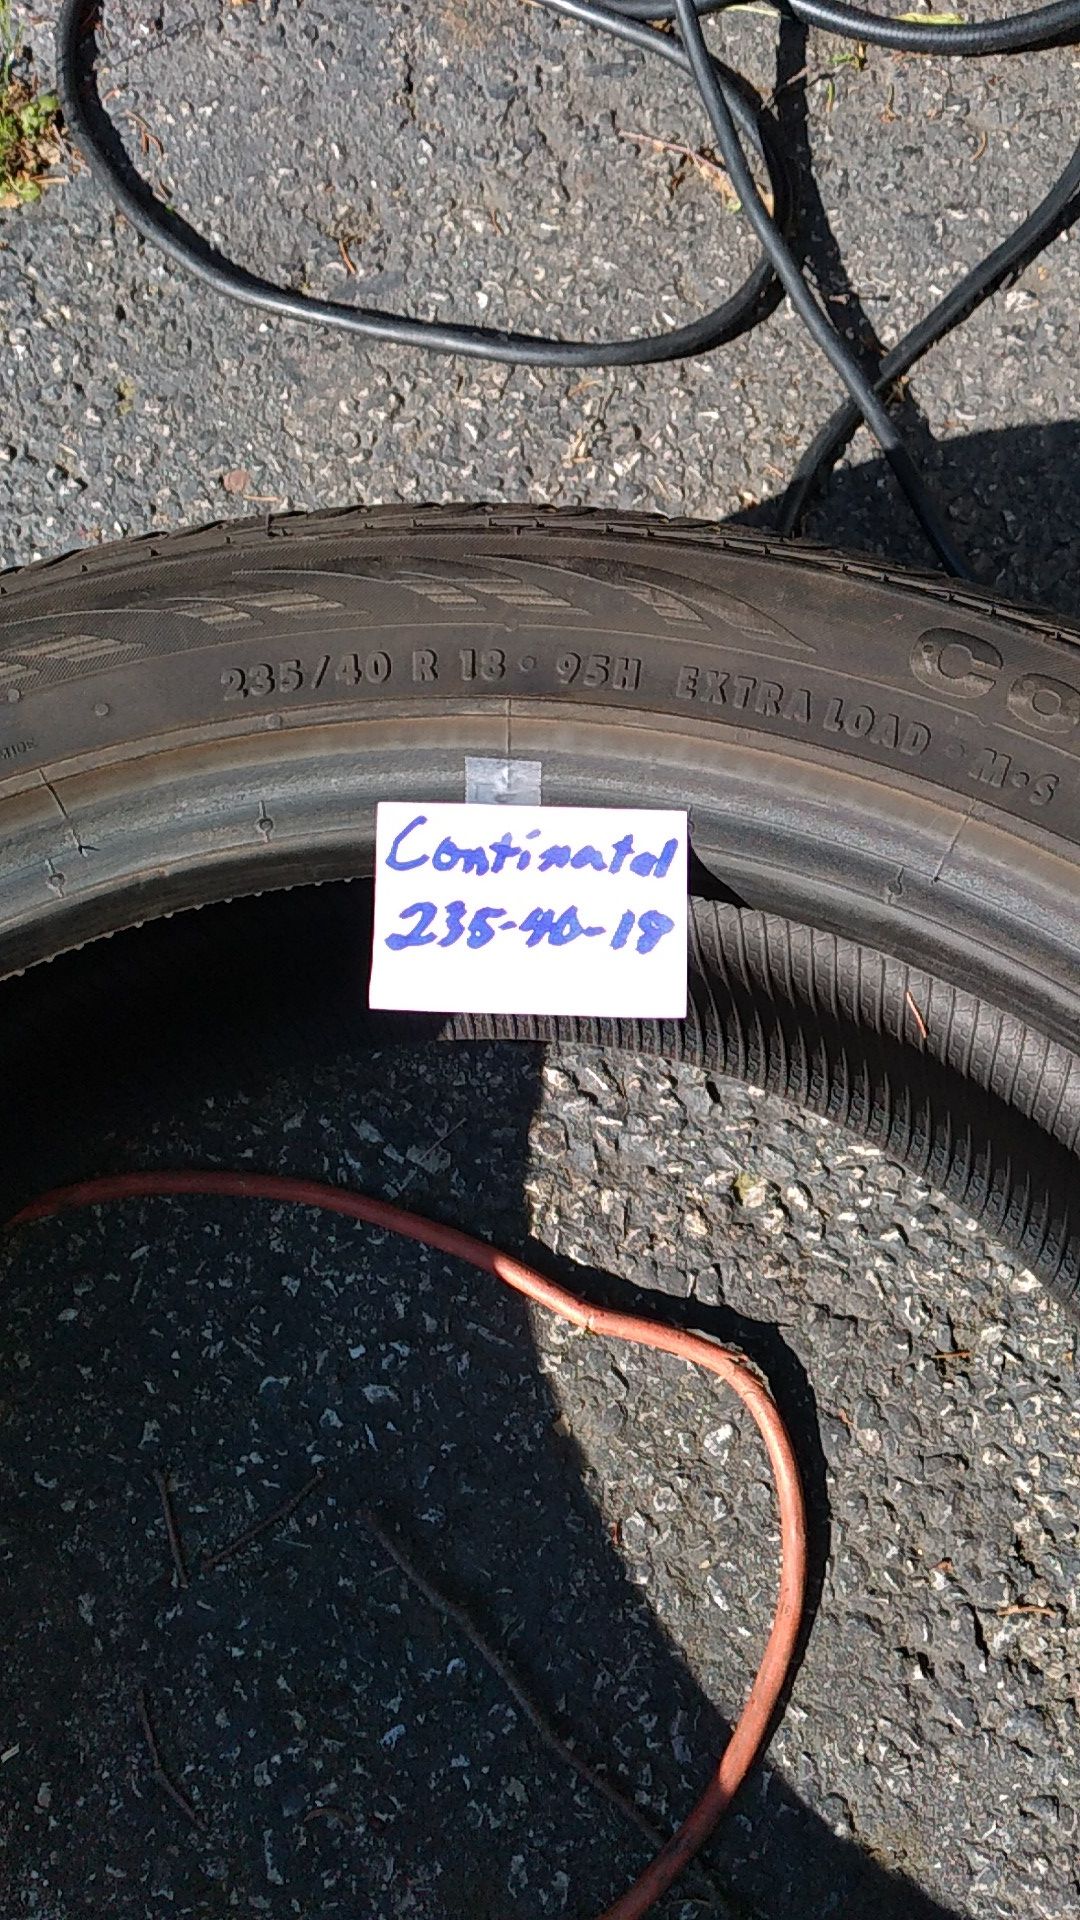 235/40 R 18 · 95H EXTRA LOAD · M·S
Continatal
235-40-18